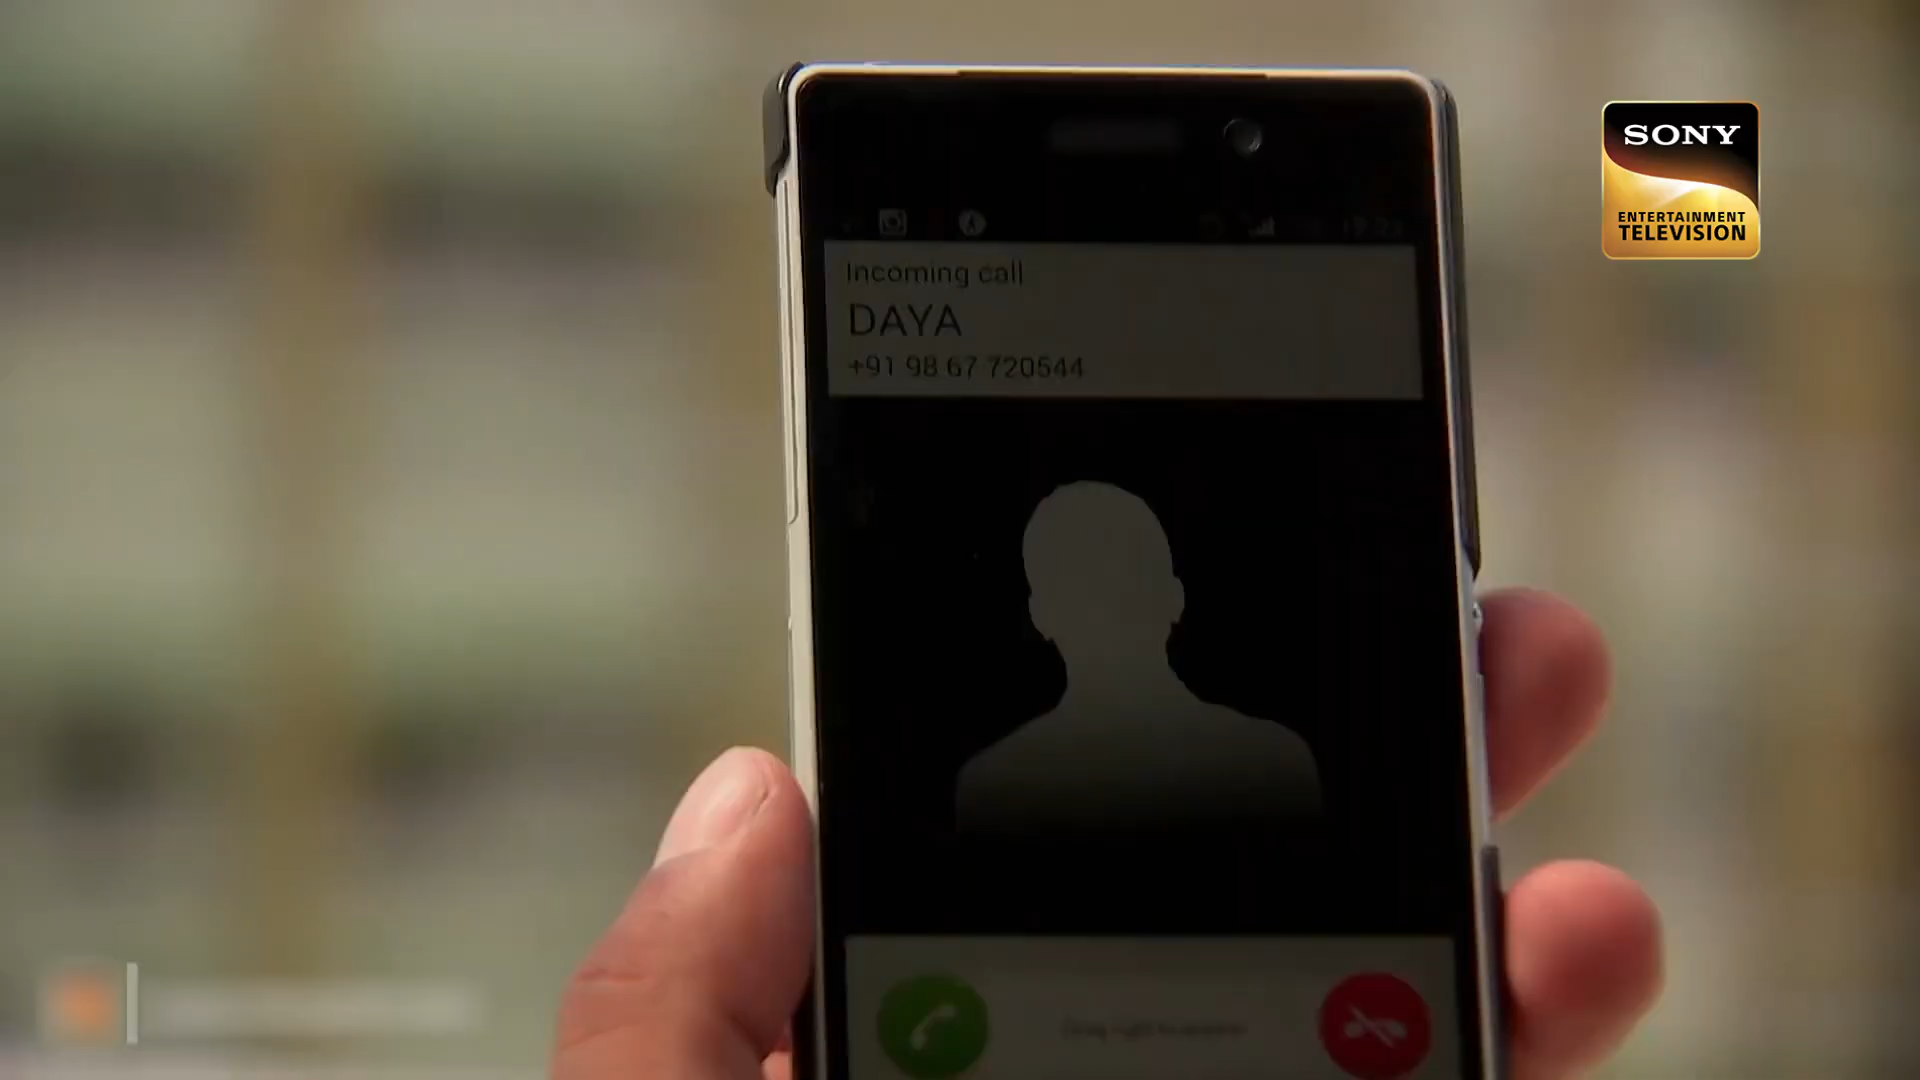 SONY
ENTERTAINMENT
TELEVISION
Incoming call
DAYA
+91 98 67 720544